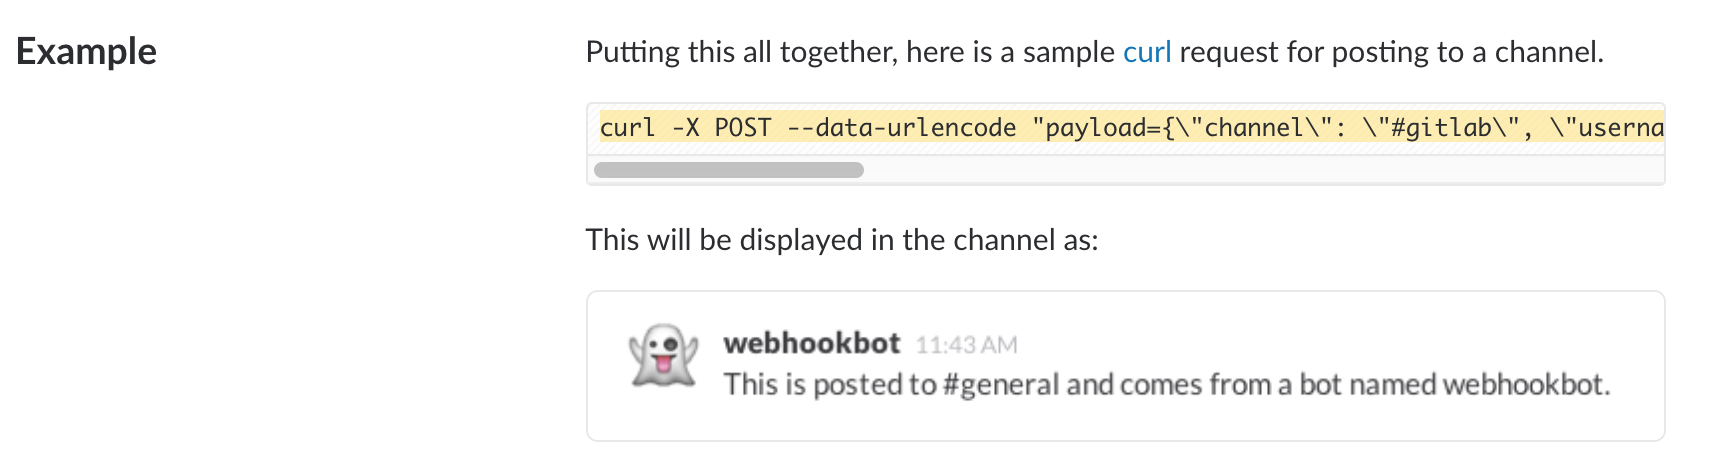 Example
Putting this all together, here is a sample curl request for posting to a channel.
curl -X POST --data-urlencode "payload={\"channel\": \"#gitlab\", \"userna
This will be displayed in the channel as:
webhookbot 11:43 AM
This is posted to #general and comes from a bot named webhookbot.